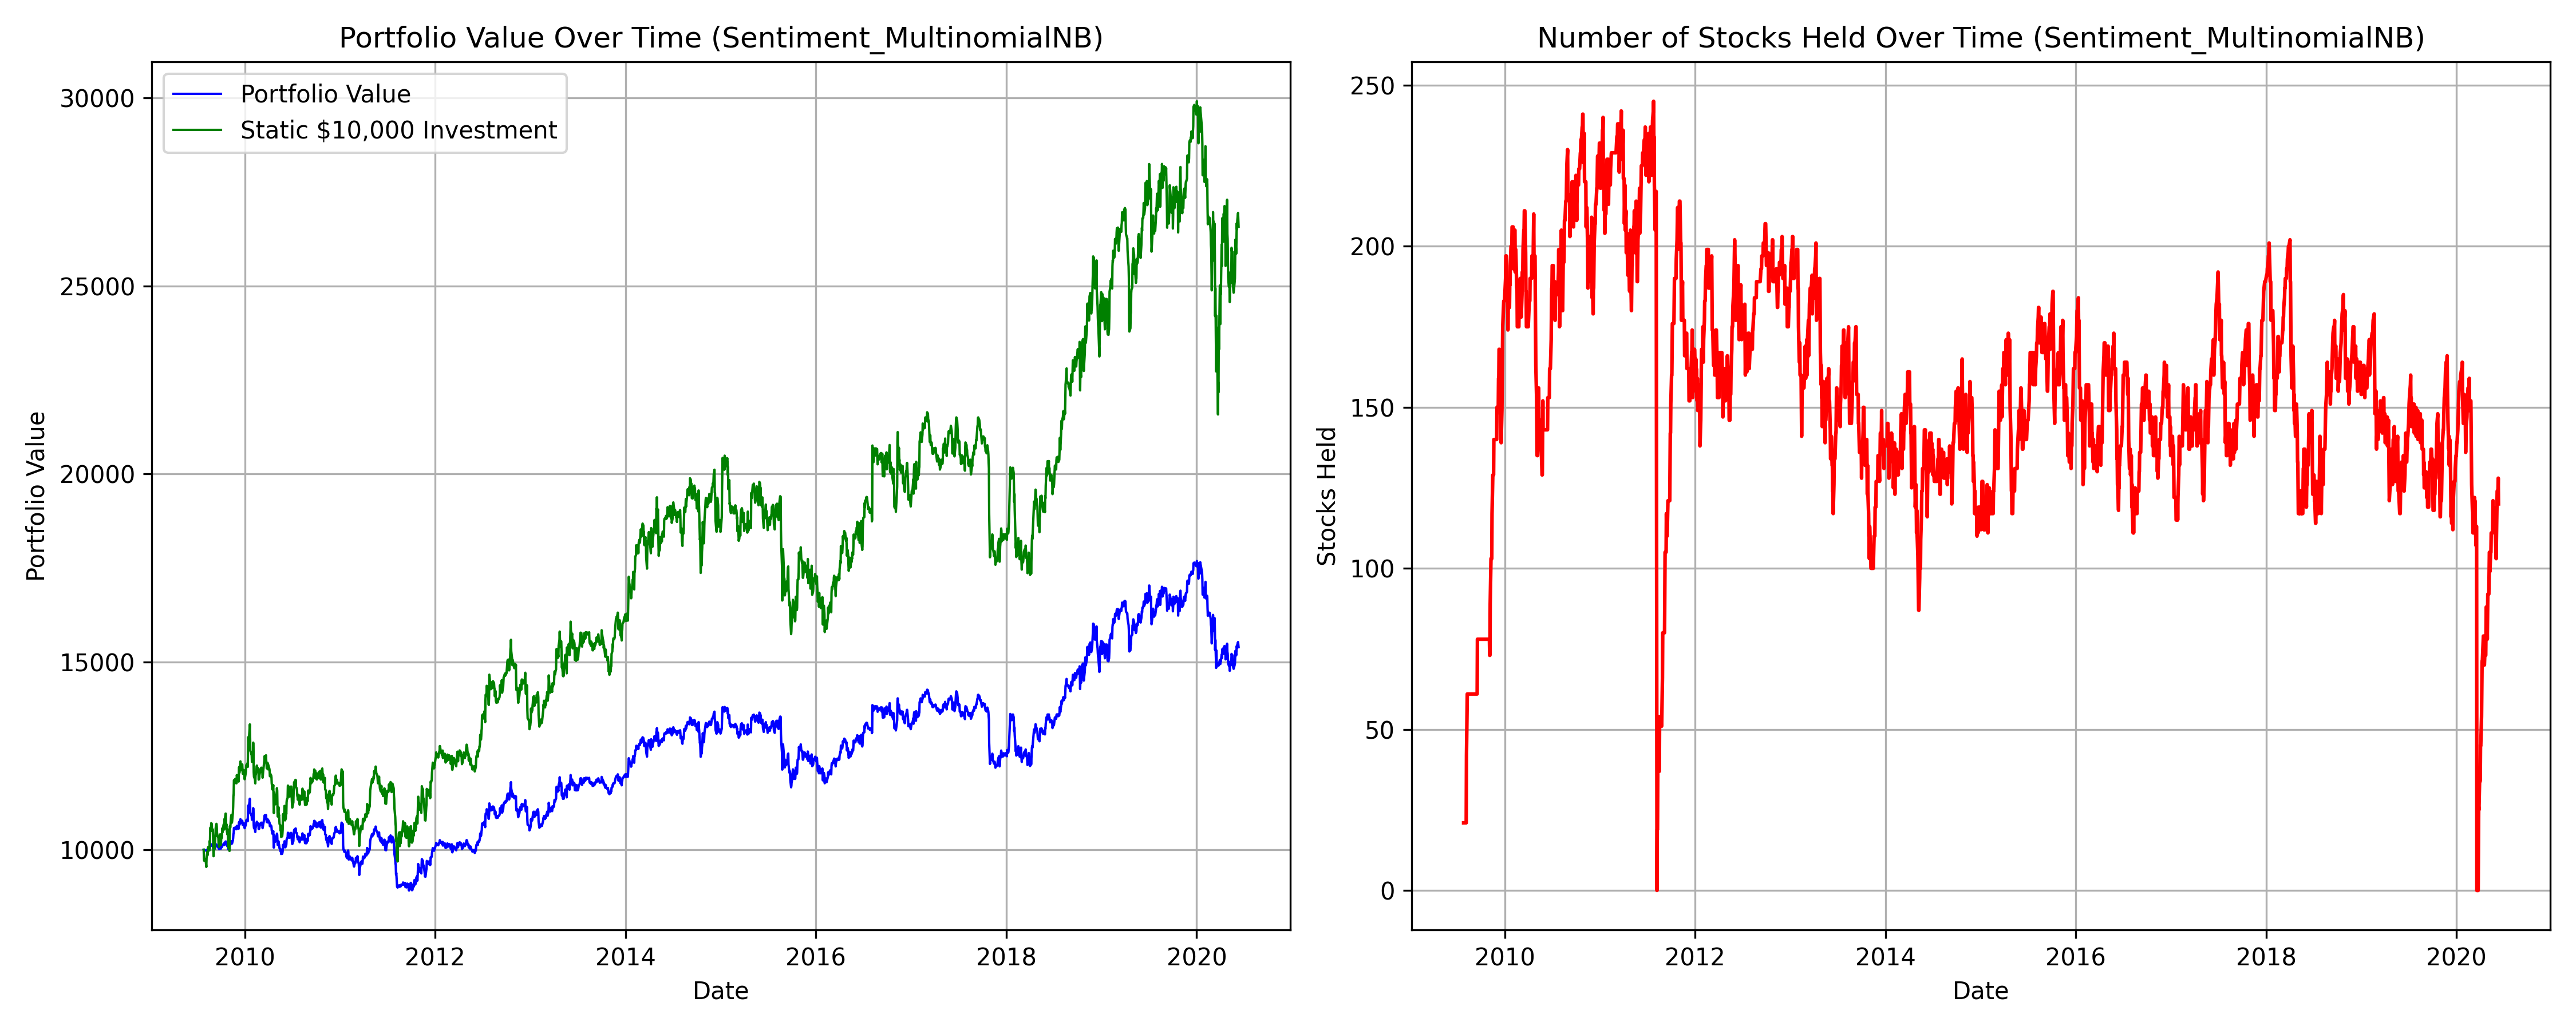 Portfolio Value Over Time (Sentiment_MultinomialNB)
Portfolio Value
Static $10,000 Investment
30000
25000
20000
15000
10000
Portfolio Value
2010 2012 2014 2016 2018 2020
Date
Number of Stocks Held Over Time (Sentiment_MultinomialNB)
250
200
150
100
50
0
Stocks Held
2010 2012 2014 2016 2018 2020
Date